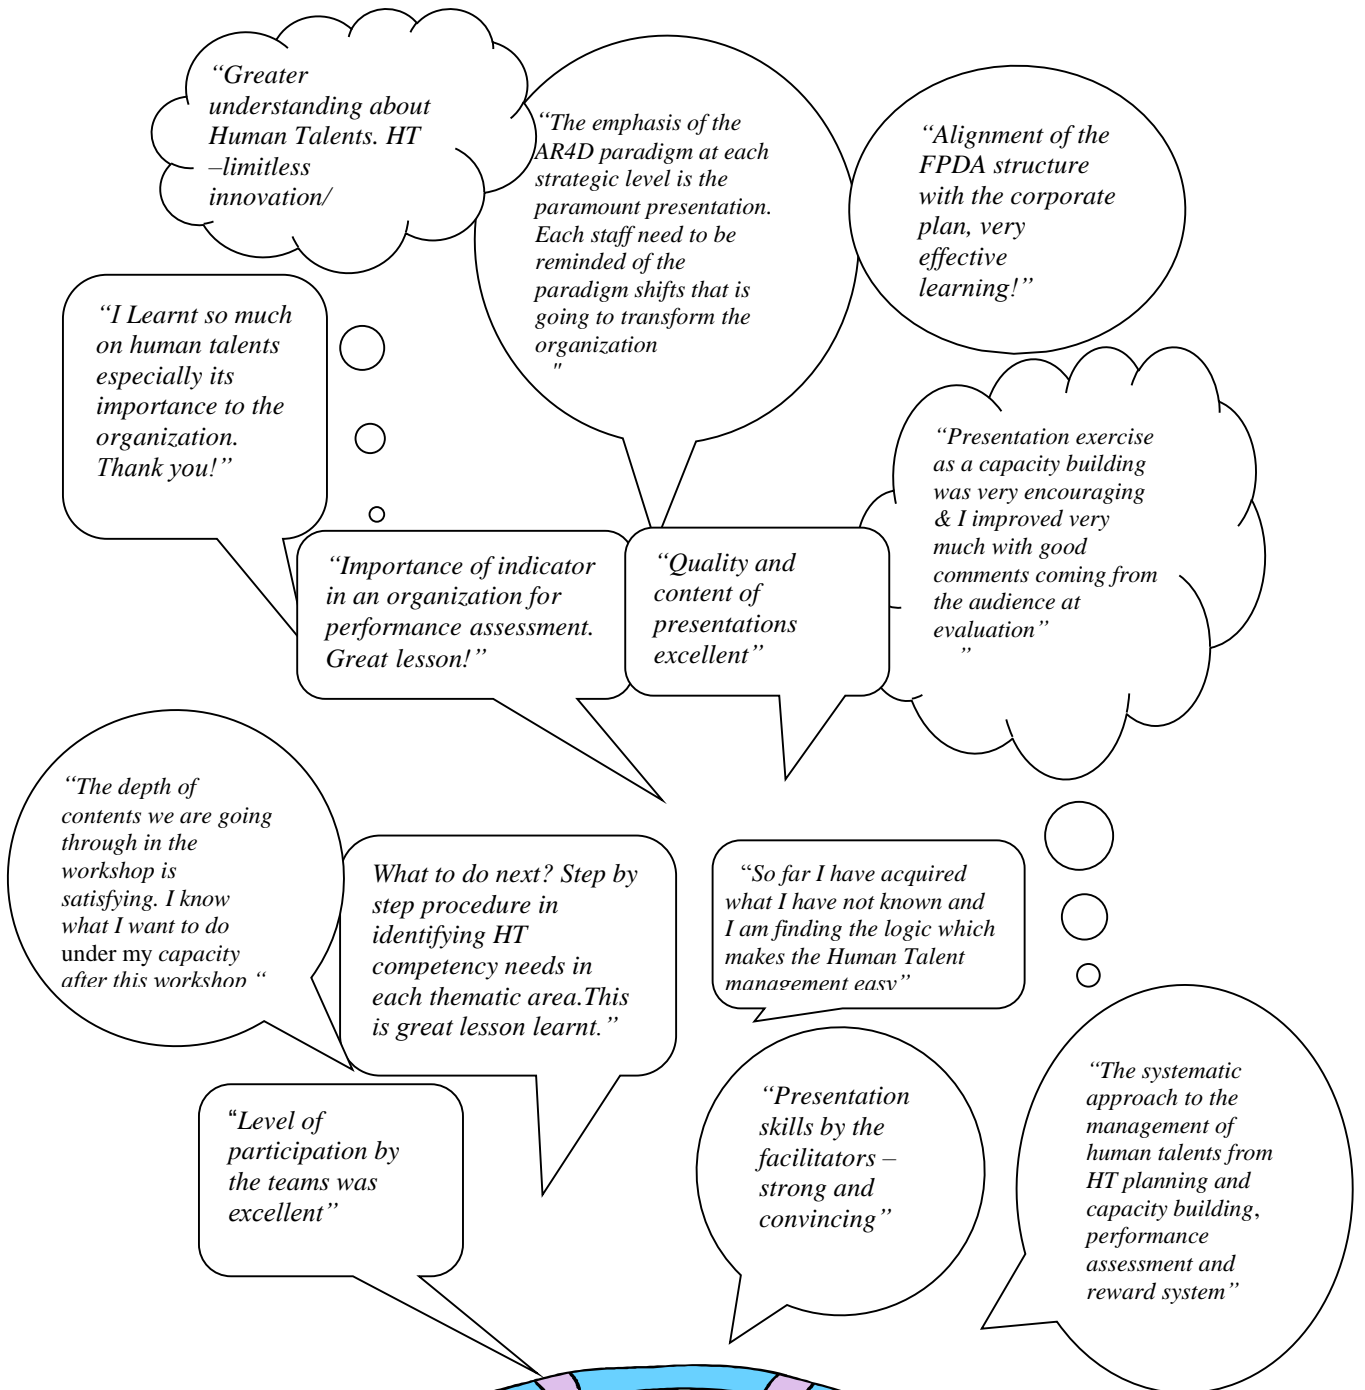 “Greater
understanding about
Human Talents. HT
–limitless
innovation/
“The emphasis of the
AR4D paradigm at each
strategic level is the
paramount presentation.
Each staff need to be
reminded of the
paradigm shifts that is
going to transform the
organization
"
“Alignment of the
FPDA structure
with the corporate
plan, very
effective
learning!”
“I Learnt so much
on human talents
especially its
importance to the
organization.
Thank you!”
“Presentation exercise
as a capacity building
was very encouraging
& I improved very
much with good
comments coming from
the audience at
evaluation”
”
“Importance of indicator
in an organization for
performance assessment.
Great lesson!”
“Quality and
content of
presentations
excellent”
“The depth of
contents we are going
through in the
workshop is
satisfying. I know
what I want to do
under my capacity
after this workshop “
What to do next? Step by
step procedure in
identifying HT
competency needs in
each thematic area.This
is great lesson learnt.”
“So far I have acquired
what I have not known and
I am finding the logic which
makes the Human Talent
management easy”
“Level of
participation by
the teams was
excellent”
“Presentation
skills by the
facilitators –
strong and
convincing”
“The systematic
approach to the
management of
human talents from
HT planning and
capacity building,
performance
assessment and
reward system”